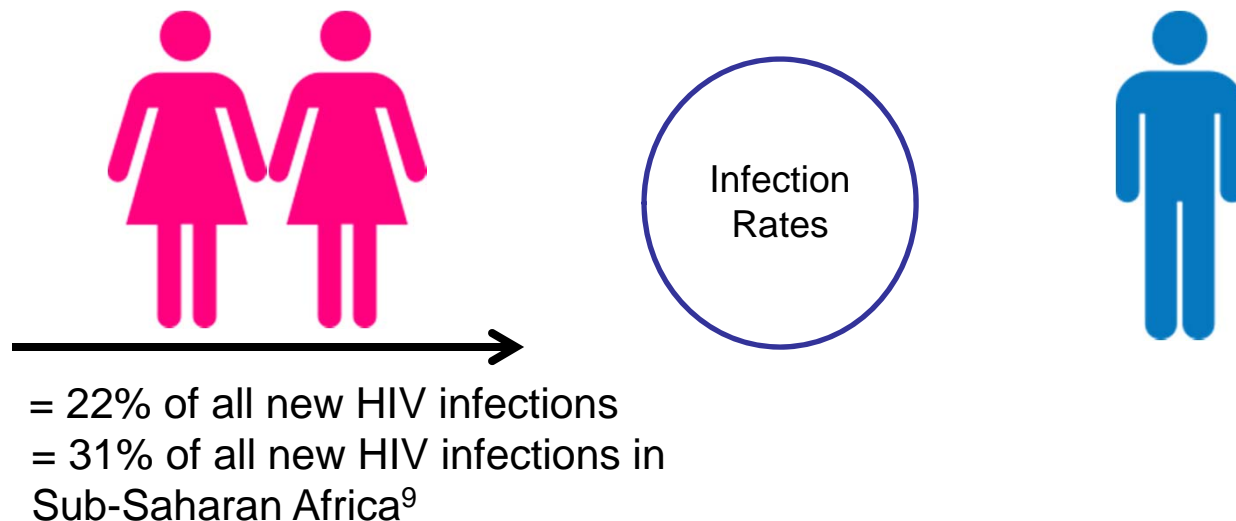 Infection
Rates
= 22% of all new HIV infections
= 31% of all new HIV infections in
Sub-Saharan Africa⁹